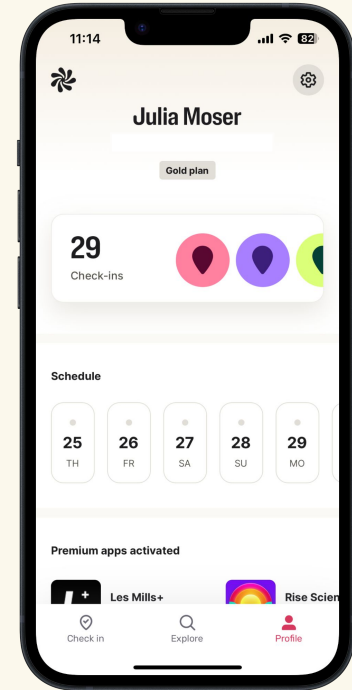 11:14
82
Julia Moser
Gold plan
29
Check-ins
Schedule
25 26 27 28 29
TH FR SA SU MO
Premium apps activated
Les Mills+ Rise Scien
Check in Explore Profile